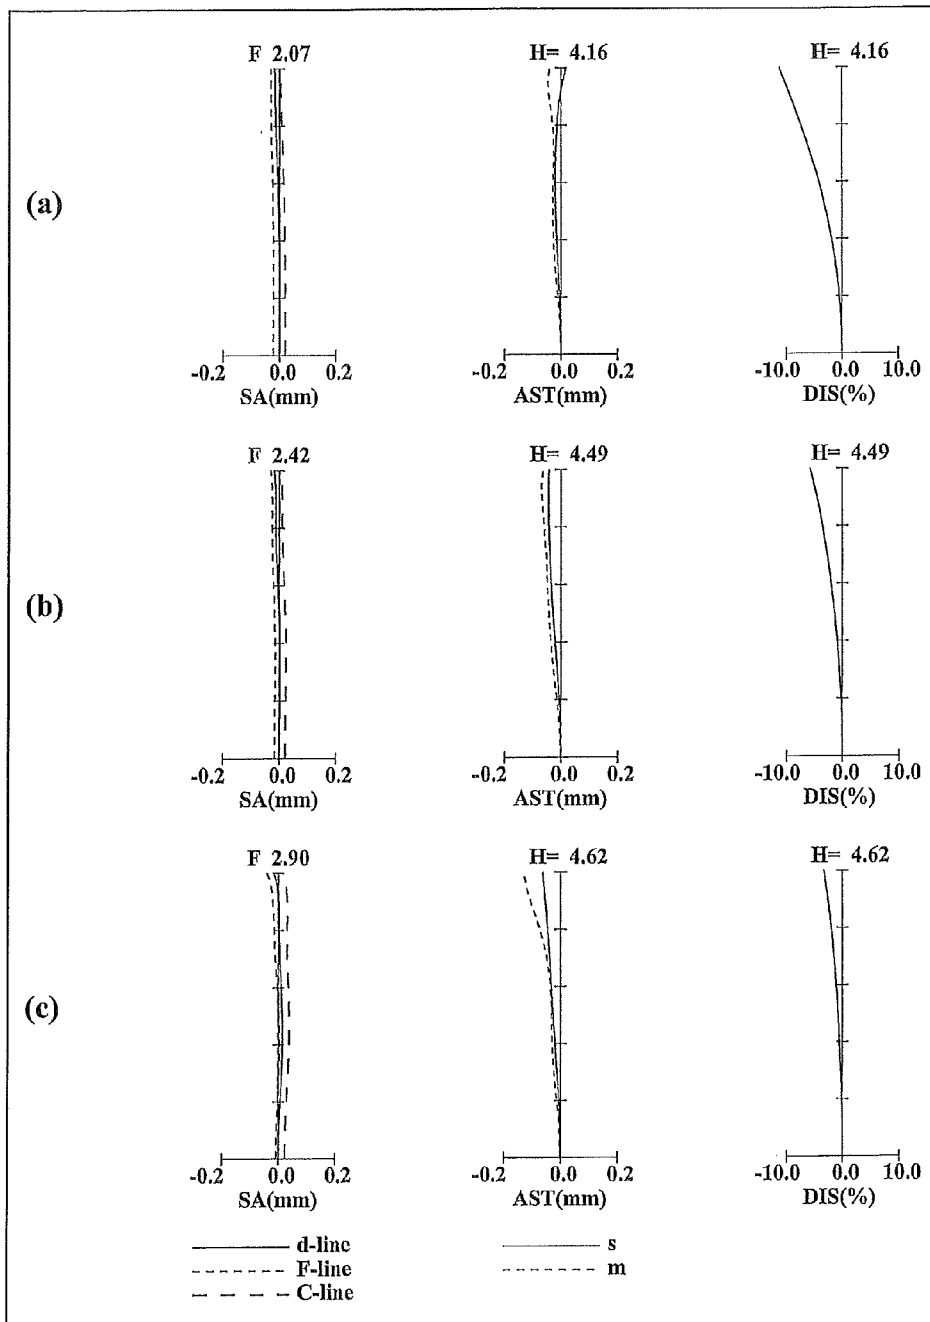 F 2.07 H= 4.16 H= 4.16
(a)
-0.2 0.0 0.2 -0.2 0.0 0.2 -10.0 0.0 10.0
SA(mm) AST(mm) DIS(%)
F 2.42 H= 4.49 H= 4.49
(b)
-0.2 0.0 0.2 -0.2 0.0 0.2 -10.0 0.0 10.0
SA(mm) AST(mm) DIS(%)
F 2.90 H= 4.62 H= 4.62
(c)
-0.2 0.0 0.2 -0.2 0.0 0.2 -10.0 0.0 10.0
SA(mm) AST(mm) DIS(%)
d-line s
F-line m
C-line